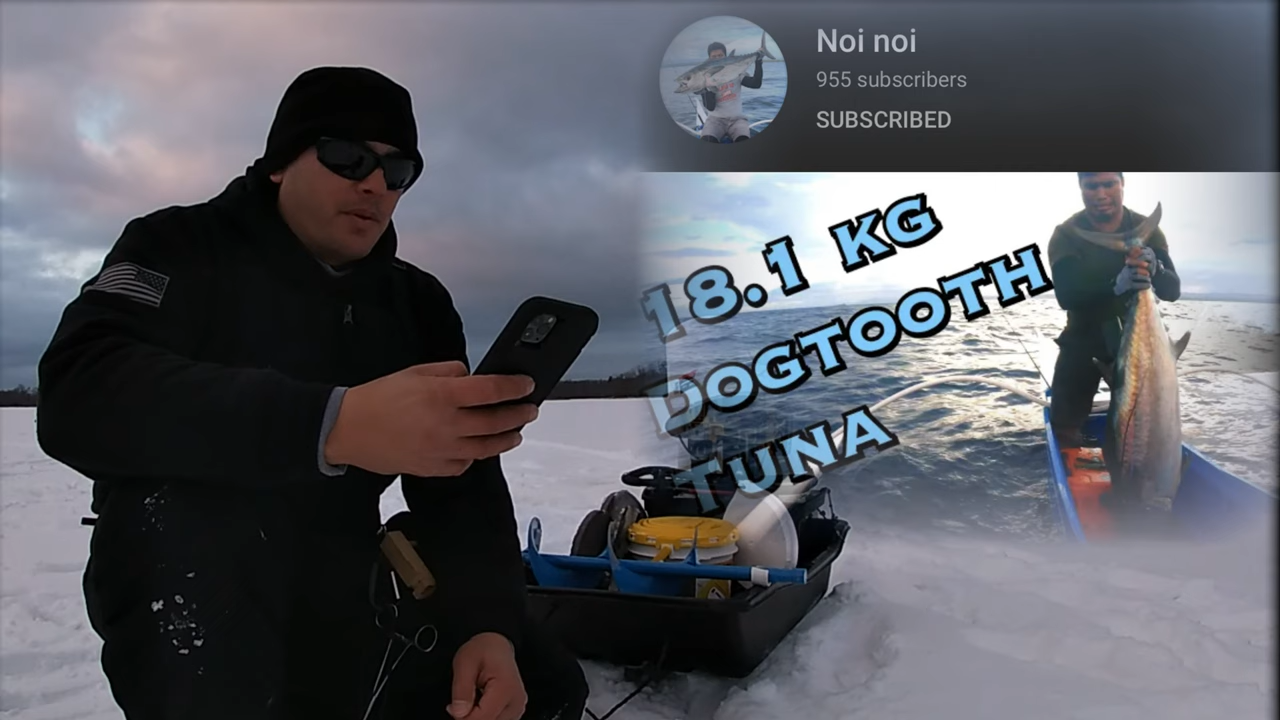 Noi noi
955 subscribers
SUBSCRIBED
18.1 KG
DOGTOOTH
TUNA